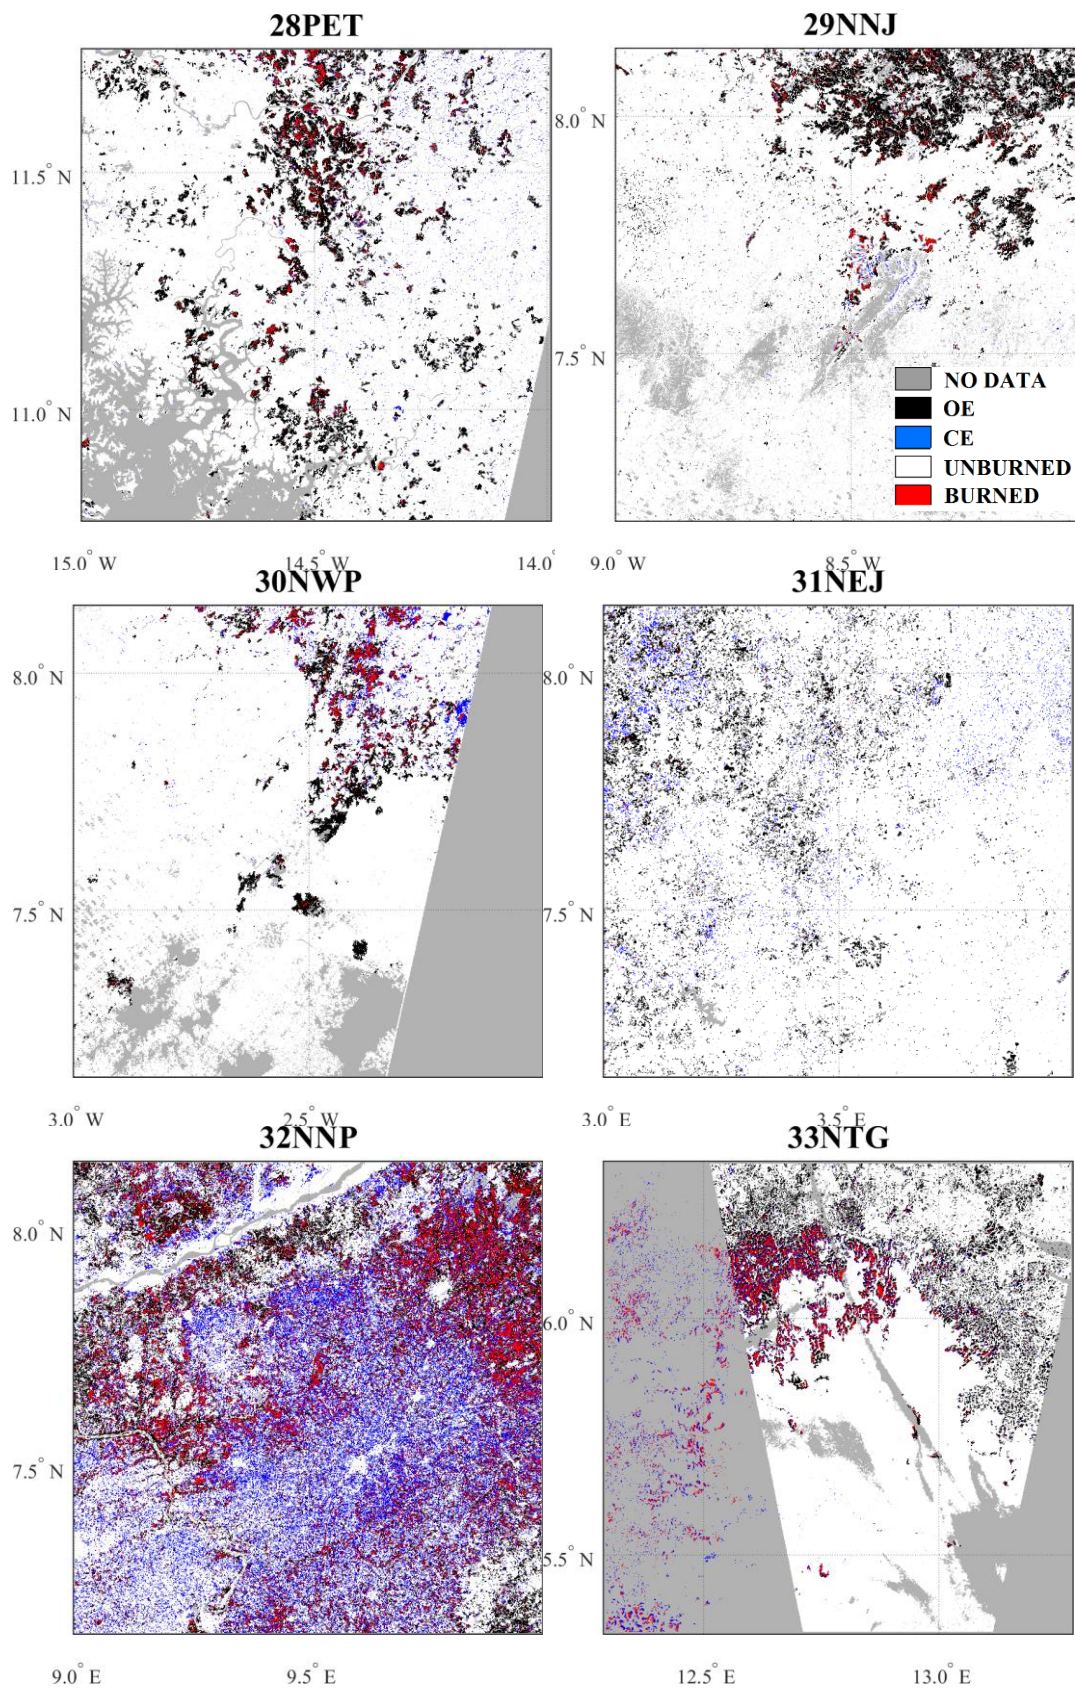 28PET
29NNJ
8.0° N
11.5° N
7.5° N
11.0° N
NO DATA
OE
CE
UNBURNED
BURNED
15.0° W
14.5° W
14.0°
9.0° W
8.5° W
30NWP
31NEJ
8.0° N
8.0° N
7.5° N
7.5° N
3.0° W
2.5° W
3.0° E
3.5° E
32NNP
33NTG
8.0° N
6.0° N
7.5° N
5.5° N
9.0° E
9.5° E
12.5° E
13.0° E